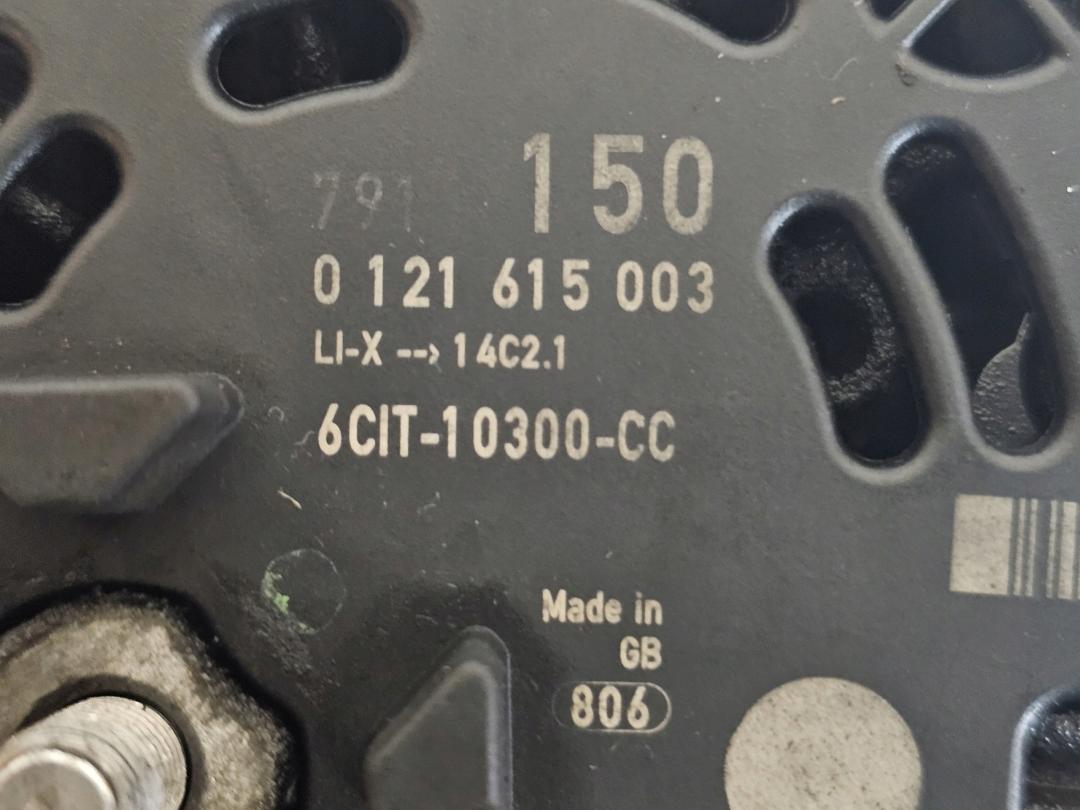 791 150
0 121 615 003
LI-X --> 14C2.1
6CIT-10300-CC
Made in
GB
806